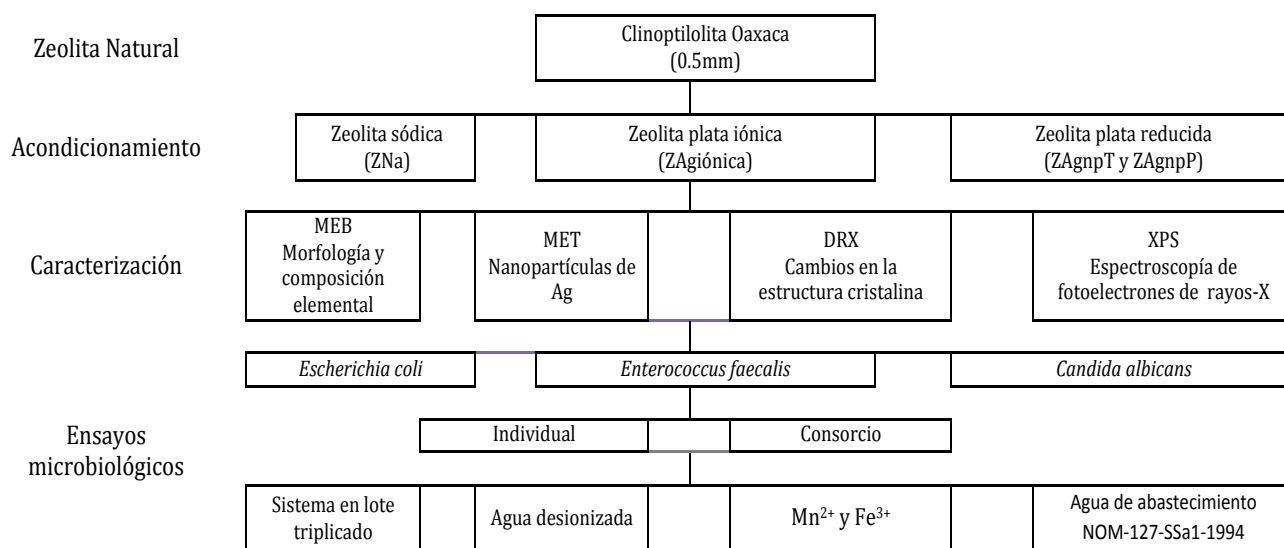 Zeolita Natural
Clinoptilolita Oaxaca
(0.5mm)
Acondicionamiento
Zeolita sódica
(ZNa)
Zeolita plata iónica
(ZAgiónica)
Zeolita plata reducida
(ZAgnpT y ZAgnpP)
Caracterización
MEB
Morfología y
composición
elemental
MET
Nanopartículas de
Ag
DRX
Cambios en la
estructura cristalina
XPS
Espectroscopía de
fotoelectrones de rayos-X
Escherichia coli
Enterococcus faecalis
Candida albicans
Ensayos
microbiológicos
Individual
Consorcio
Sistema en lote
triplicado
Agua desionizada
Mn²⁺ y Fe³⁺
Agua de abastecimiento
NOM-127-SSa1-1994